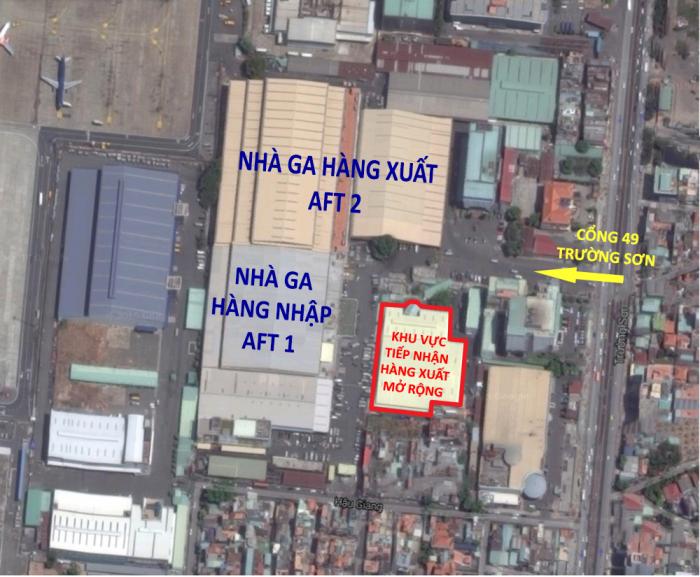 NHÀ GA HÀNG XUẤT
AFT 2
CỔNG 49
TRƯỜNG SƠN
NHÀ GA
HÀNG NHẬP
AFT 1
KHU VỰC
TIẾP NHẬN
HÀNG XUẤT
MỞ RỘNG
Trường Sơn
Hậu Giang